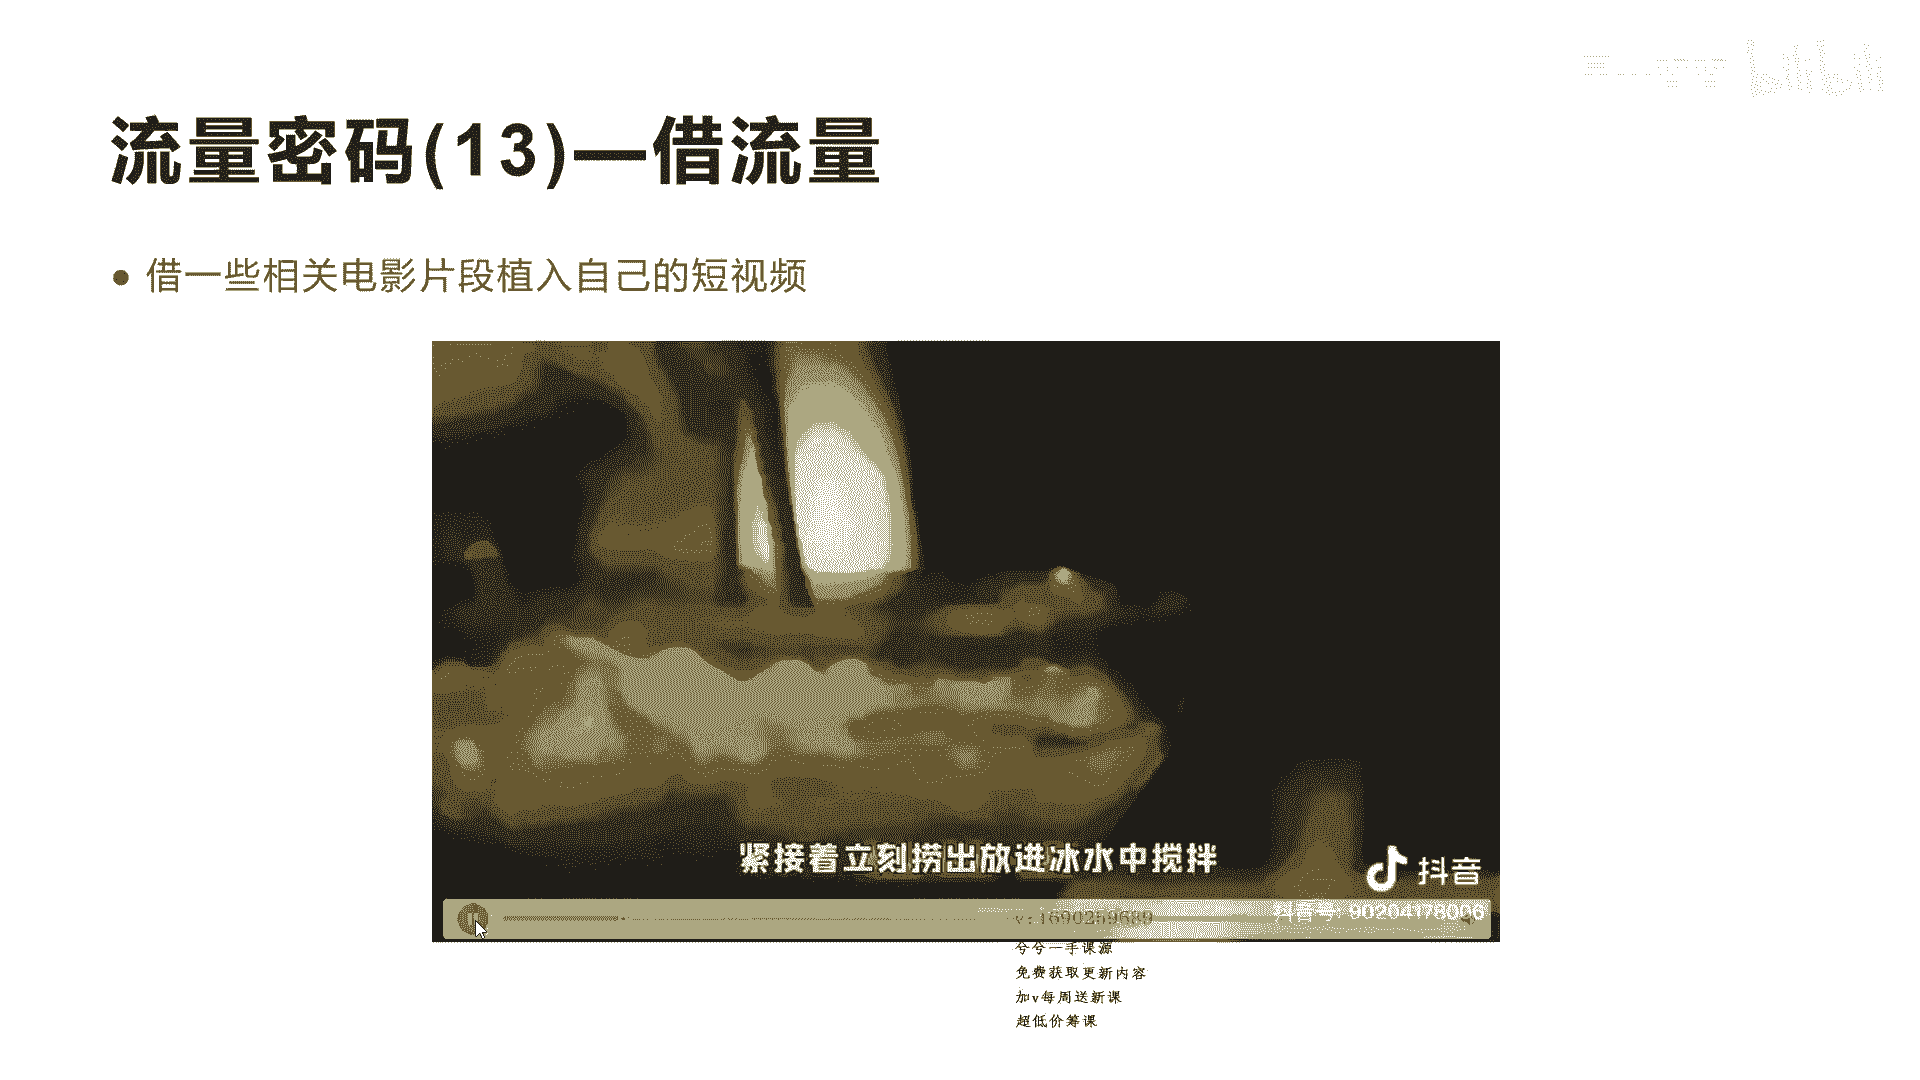 bilibili
流量密码(13)—借流量
● 借一些相关电影片段植入自己的短视频
紧接着立刻捞出放进冰水中搅拌
抖音
抖音号: 90204178006
v:1690259689
兮兮一手课源
免费获取更新内容
加v每周送新课
超低价筹课